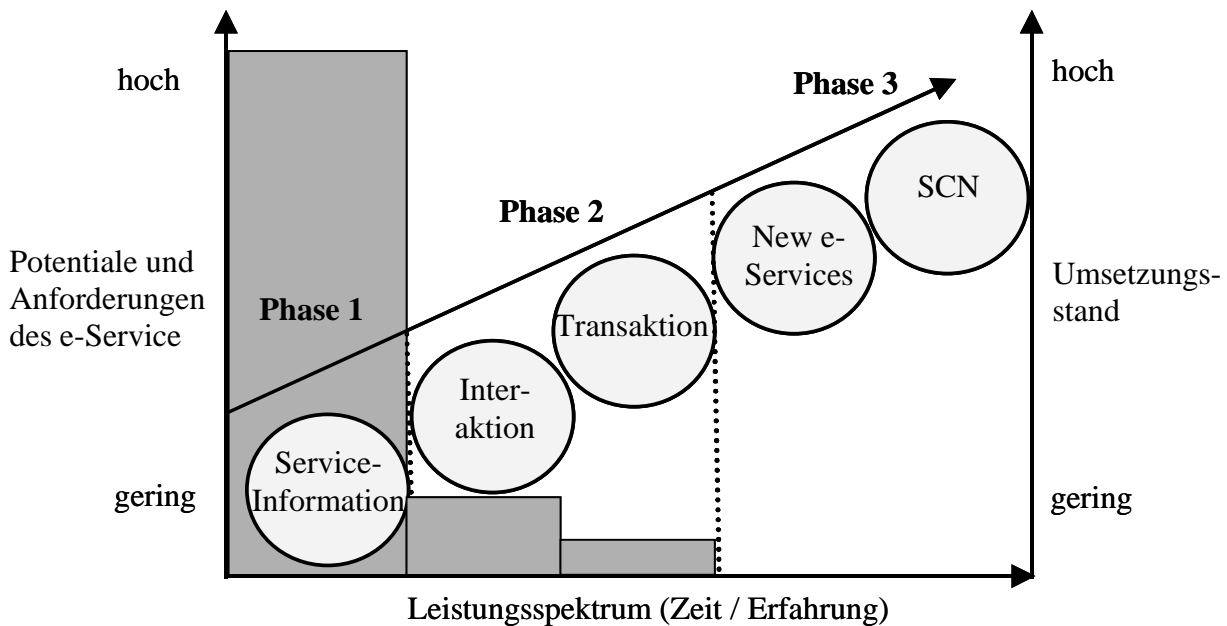 hoch
hoch
Phase 3
SCN
Phase 2
New e-
Services
Potentiale und
Anforderungen
des e-Service
Umsetzungs-
stand
Phase 1
Transaktion
Inter-
aktion
Service-
Information
gering
gering
Leistungsspektrum (Zeit / Erfahrung)